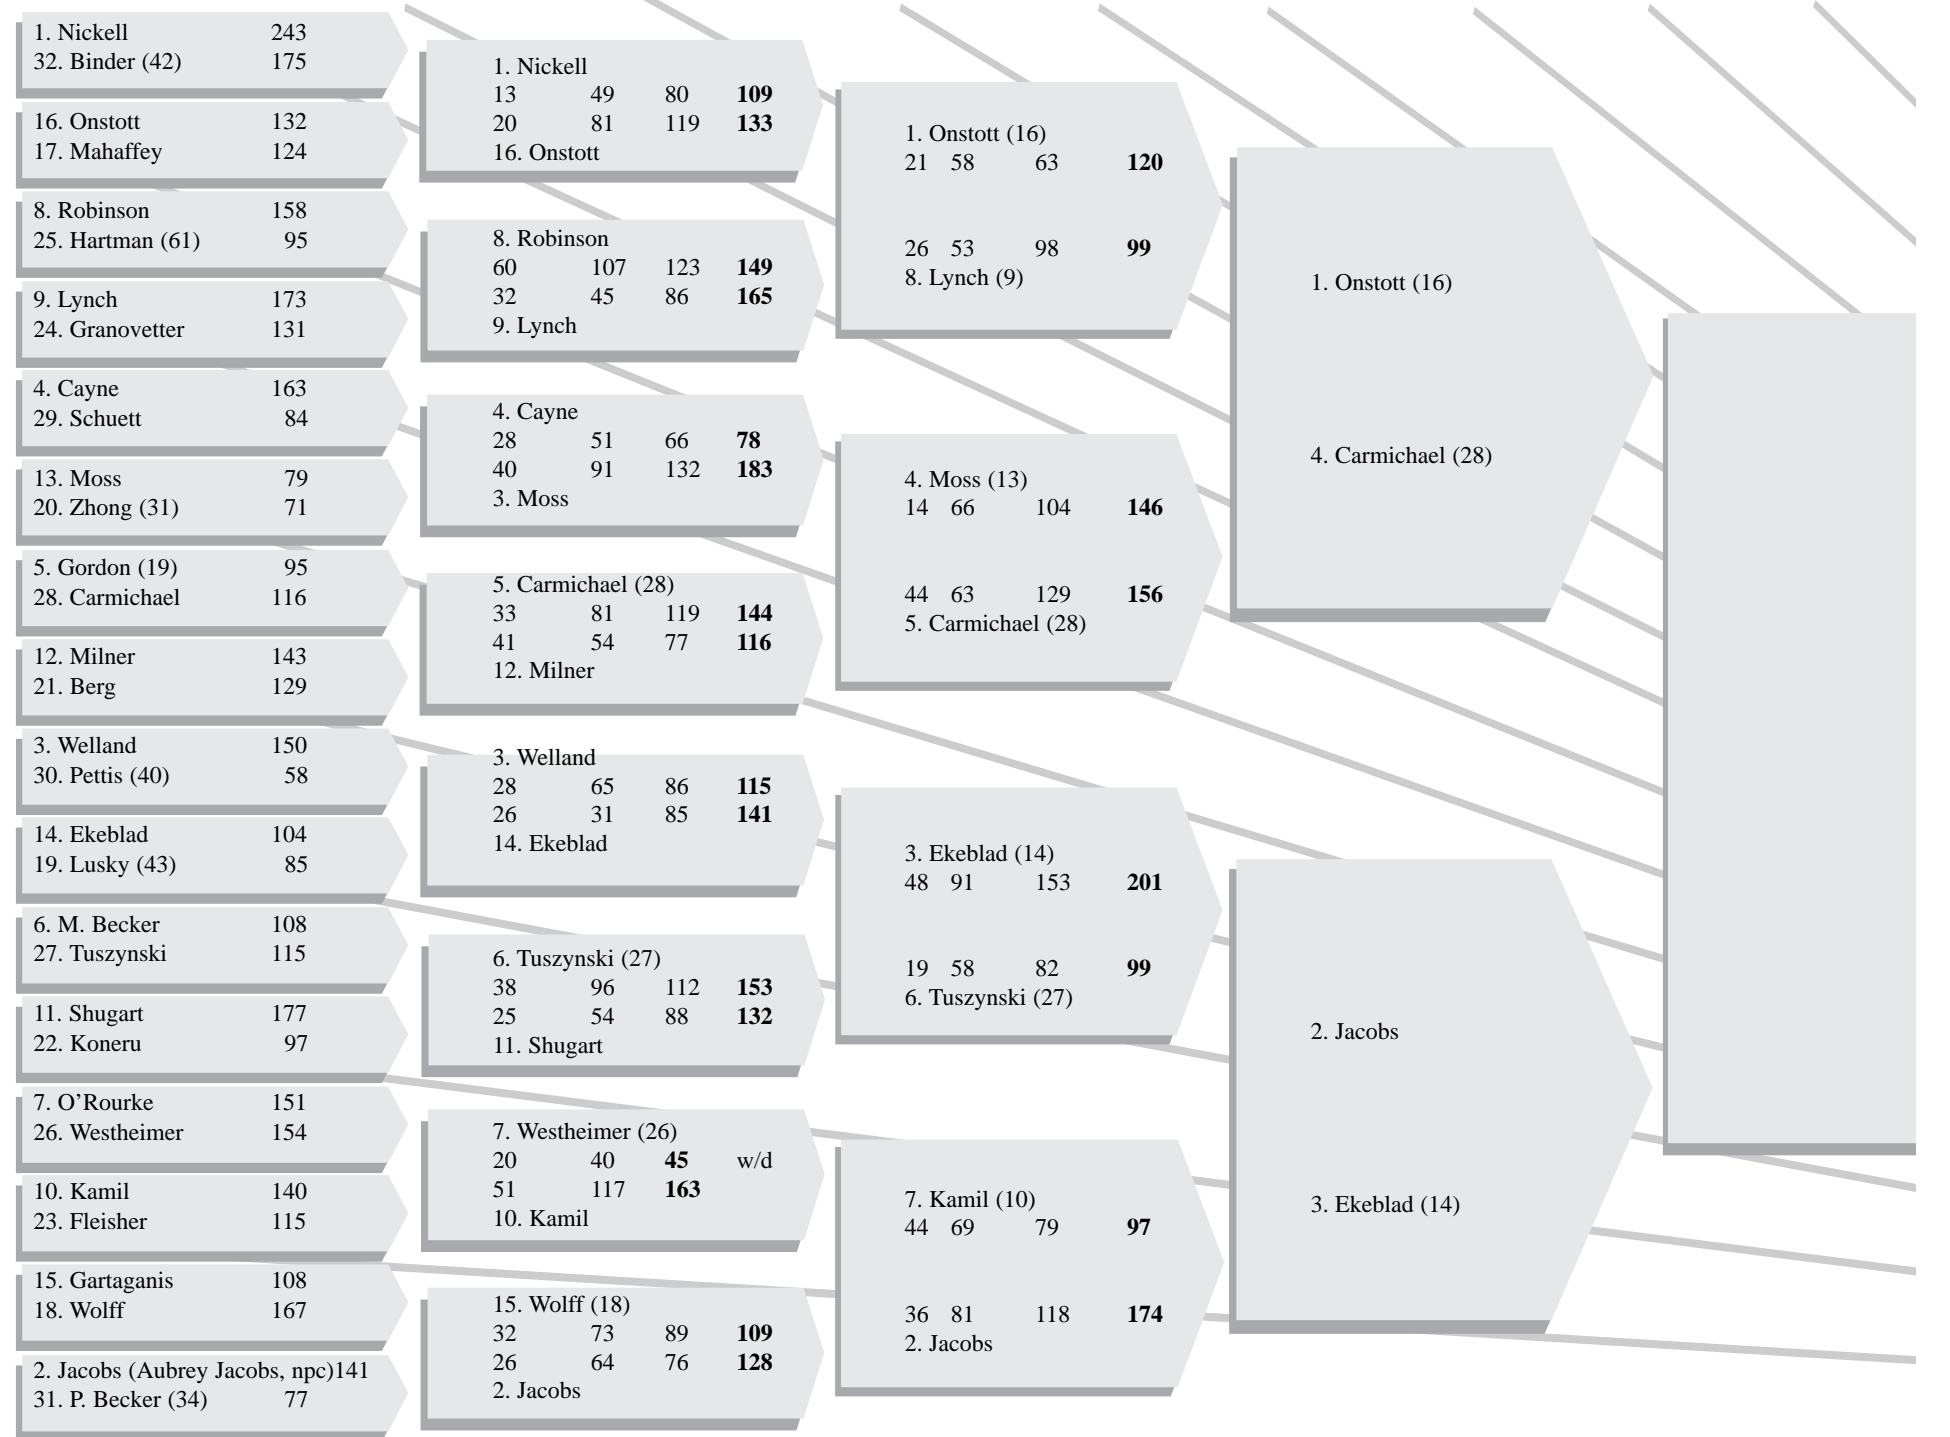 1. Nickell 243
32. Binder (42) 175
16. Onstott 132
17. Mahaffey 124
8. Robinson 158
25. Hartman (61) 95
9. Lynch 173
24. Granovetter 131
4. Cayne 163
29. Schuett 84
13. Moss 79
20. Zhong (31) 71
5. Gordon (19) 95
28. Carmichael 116
12. Milner 143
21. Berg 129
3. Welland 150
30. Pettis (40) 58
14. Ekeblad 104
19. Lusky (43) 85
6. M. Becker 108
27. Tuszynski 115
11. Shugart 177
22. Koneru 97
7. O’Rourke 151
26. Westheimer 154
10. Kamil 140
23. Fleisher 115
15. Gartaganis 108
18. Wolff 167
2. Jacobs (Aubrey Jacobs, npc)141
31. P. Becker (34) 77
1. Nickell
13 49 80 109
20 81 119 133
16. Onstott
8. Robinson
60 107 123 149
32 45 86 165
9. Lynch
4. Cayne
28 51 66 78
40 91 132 183
3. Moss
5. Carmichael (28)
33 81 119 144
41 54 77 116
12. Milner
3. Welland
28 65 86 115
26 31 85 141
14. Ekeblad
6. Tuszynski (27)
38 96 112 153
25 54 88 132
11. Shugart
7. Westheimer (26)
20 40 45 w/d
51 117 163
10. Kamil
15. Wolff (18)
32 73 89 109
26 64 76 128
2. Jacobs
1. Onstott (16)
21 58 63 120
26 53 98 99
8. Lynch (9)
4. Moss (13)
14 66 104 146
44 63 129 156
5. Carmichael (28)
3. Ekeblad (14)
48 91 153 201
19 58 82 99
6. Tuszynski (27)
7. Kamil (10)
44 69 79 97
36 81 118 174
2. Jacobs
1. Onstott (16)
4. Carmichael (28)
2. Jacobs
3. Ekeblad (14)